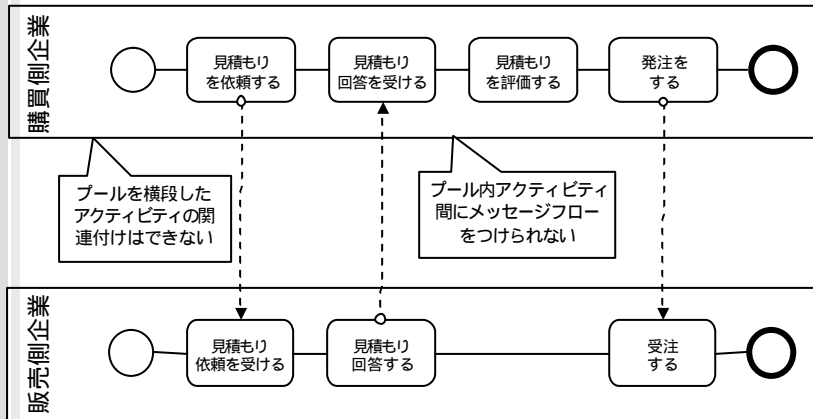 購買側企業
見積もり
を依頼する
見積もり
回答を受ける
見積もり
を評価する
発注を
する
プールを横段した
アクティビティの関
連付けはできない
プール内アクティビティ
間にメッセージフロー
をつけられない
販売側企業
見積もり
依頼を受ける
見積もり
回答する
受注
する